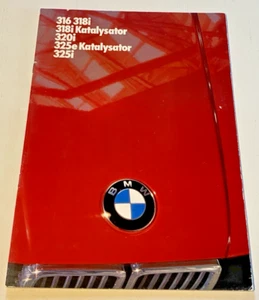 316 318i
318i Katalysator
320i
325e Katalysator
325i
BMW